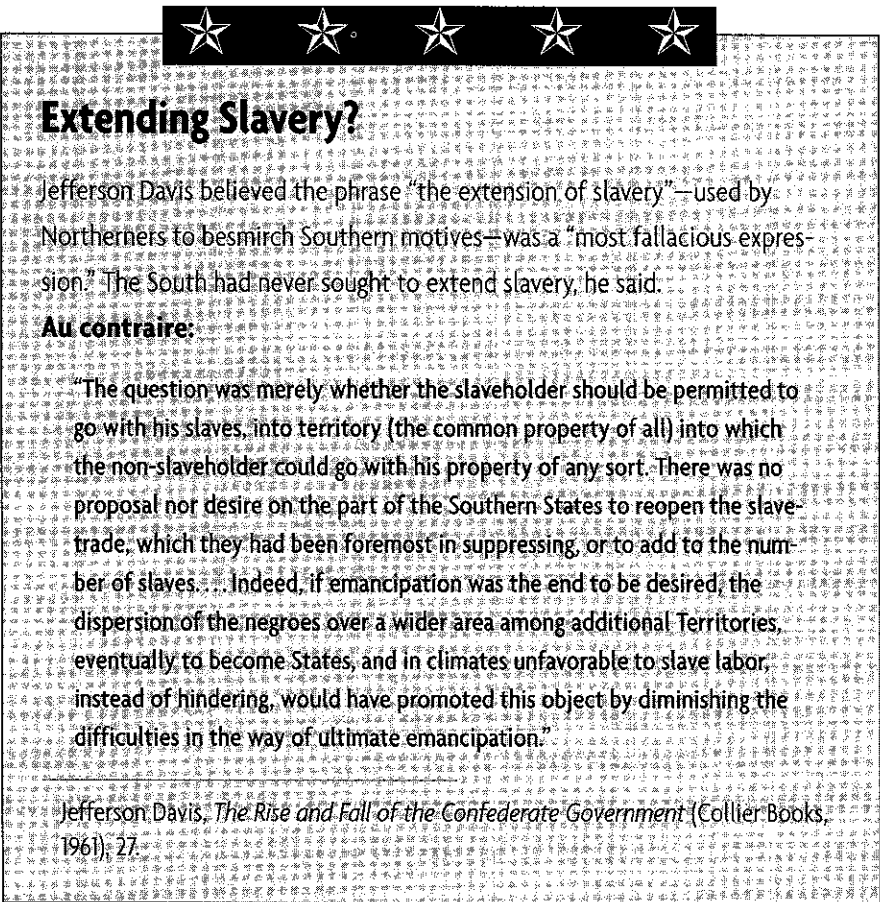 Extending Slavery?
Jefferson Davis believed the phrase "the extension of slavery"—used by
Northerners to besmirch Southern motives—was a "most fallacious expres-
sion." The South had never sought to extend slavery, he said.
Au contraire:
"The question was merely whether the slaveholder should be permitted to
go with his slaves, into territory (the common property of all) into which
the non-slaveholder could go with his property of any sort. There was no
proposal nor desire on the part of the Southern States to reopen the slave-
trade, which they had been foremost in suppressing, or to add to the num-
ber of slaves.... Indeed, if emancipation was the end to be desired, the
dispersion of the negroes over a wider area among additional Territories,
eventually to become States, and in climates unfavorable to slave labor,
instead of hindering, would have promoted this object by diminishing the
difficulties in the way of ultimate emancipation."
Jefferson Davis, The Rise and Fall of the Confederate Government (Collier Books,
1961), 27.